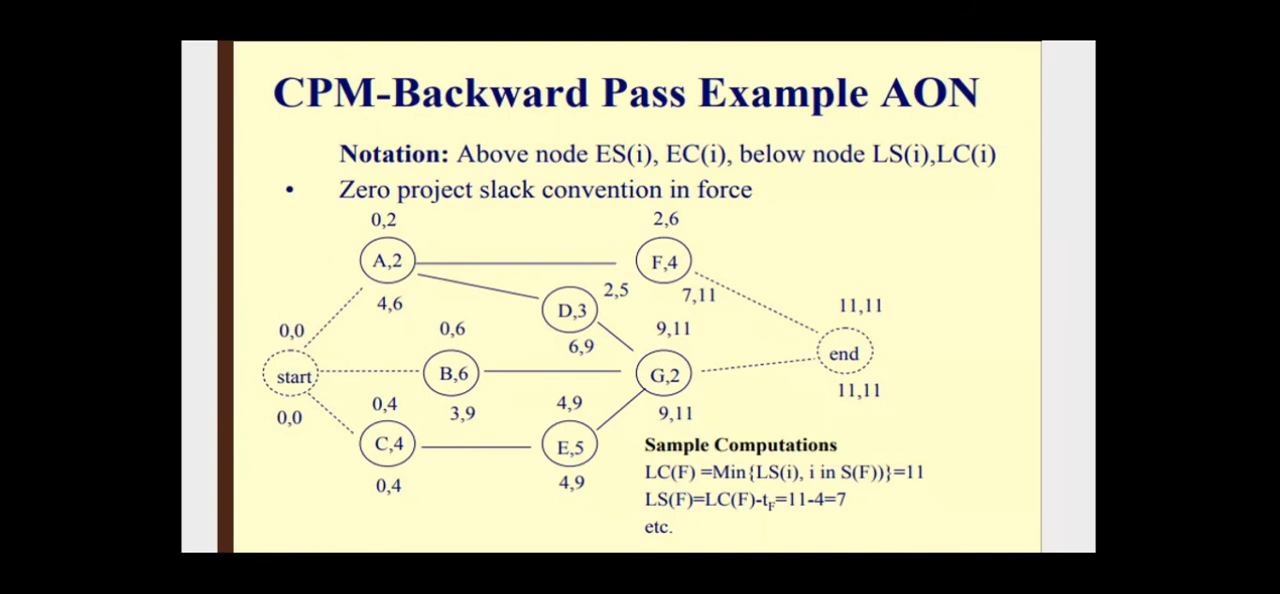 CPM-Backward Pass Example AON
Notation: Above node ES(i), EC(i), below node LS(i),LC(i)
• Zero project slack convention in force
0,2
2,6
A,2
F,4
4,6
2,5
7,11
D,3
11,11
0,0
0,6
6,9
9,11
end
start
B,6
G,2
11,11
0,0
0,4
3,9
4,9
9,11
C,4
E,5
0,4
4,9
Sample Computations
LC(F) =Min{LS(i), i in S(F))}=11
LS(F)=LC(F)-tF=11-4=7
etc.